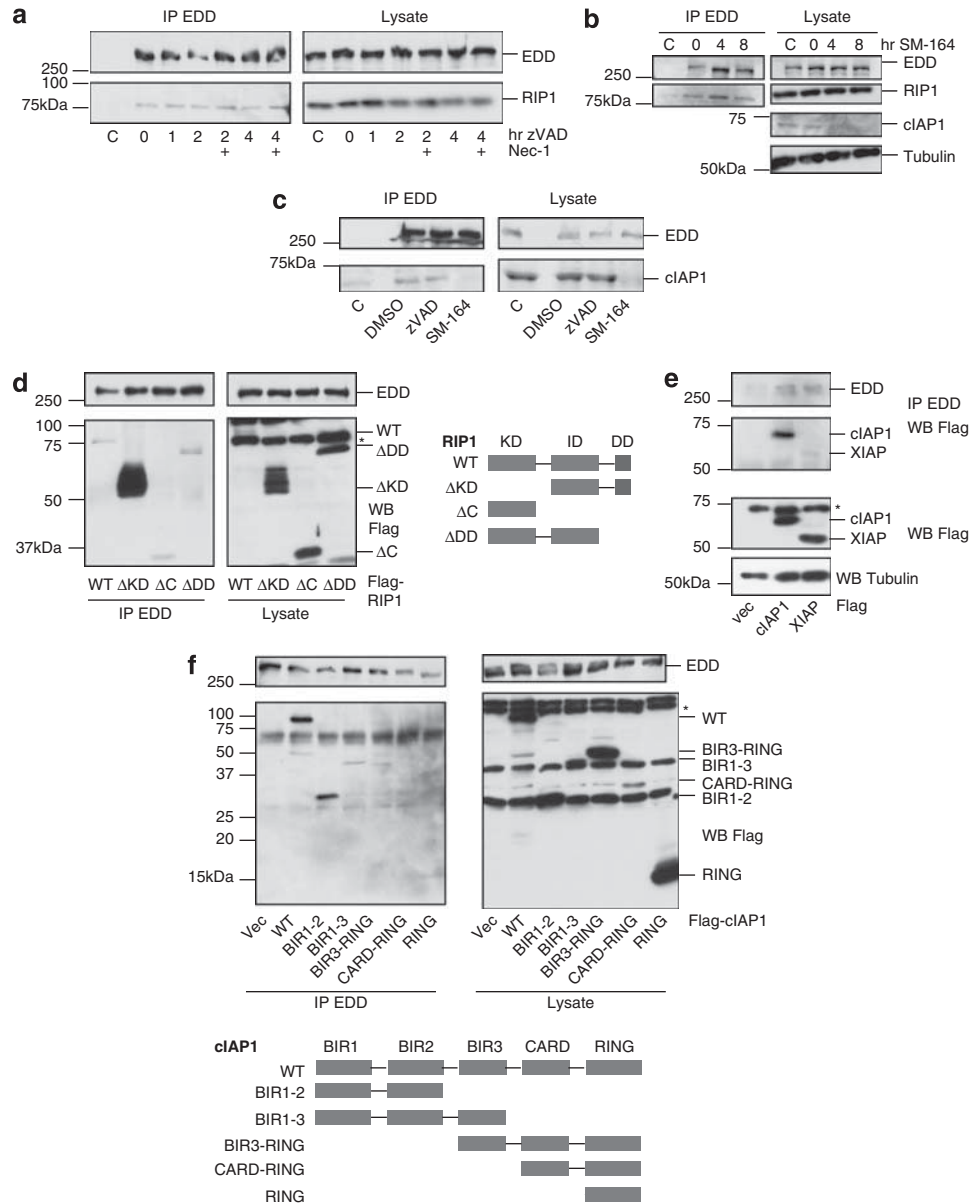 a
IP EDD
Lysate
250
100
75kDa
EDD
RIP1
C 0 1 2 2 4 4
C 0 1 2 2 4 4 hr zVAD
+ + + + Nec-1
b
IP EDD
Lysate
C 0 4 8
C 0 4 8 hr SM-164
250
75kDa
75
50kDa
EDD
RIP1
cIAP1
Tubulin
c
IP EDD
Lysate
250
75kDa
EDD
cIAP1
C DMSO zVAD SM-164
C DMSO zVAD SM-164
d
250
100
75
50
37kDa
EDD
WT
*
ΔDD
ΔKD
WB
Flag
ΔC
WT ΔKD ΔC ΔDD
WT ΔKD ΔC ΔDD
Flag-
RIP1
IP EDD
Lysate
RIP1 KD ID DD
WT
ΔKD
ΔC
ΔDD
e
250
EDD
IP EDD
WB Flag
75
cIAP1
XIAP
50
75
*
cIAP1
XIAP
WB Flag
50
50kDa
WB Tubulin
vec cIAP1 XIAP Flag
f
250
100
75
50
37
25
20
15kDa
EDD
*
WT
BIR3-RING
BIR1-3
CARD-RING
*
BIR1-2
WB Flag
RING
Vec WT BIR1-2 BIR1-3 BIR3-RING CARD-RING RING
Vec WT BIR1-2 BIR1-3 BIR3-RING CARD-RING RING
Flag-cIAP1
IP EDD
Lysate
cIAP1 BIR1 BIR2 BIR3 CARD RING
WT
BIR1-2
BIR1-3
BIR3-RING
CARD-RING
RING